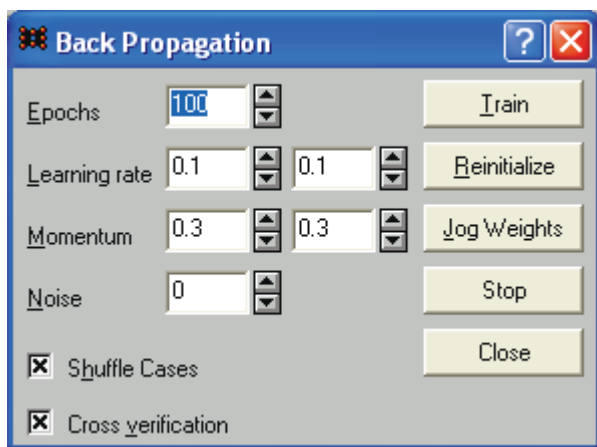 Back Propagation
Epochs 100 Train
Learning rate 0.1 0.1 Reinitialize
Momentum 0.3 0.3 Jog Weights
Noise 0 Stop
Shuffle Cases Close
Cross verification